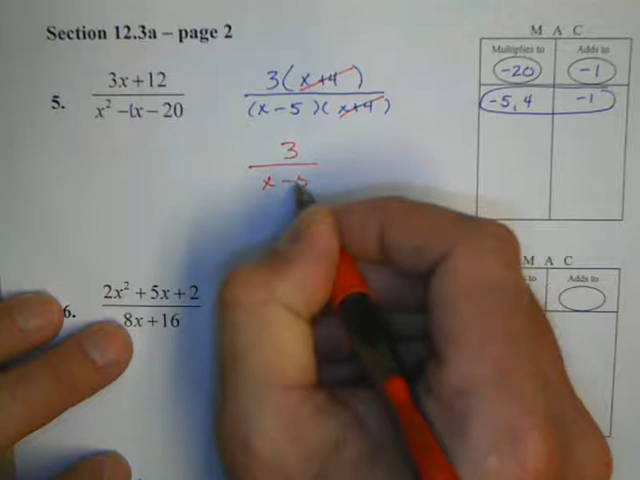 Section 12.3a – page 2
M A C
Multiplies to Adds to
-20 -1
-5, 4 -1
5. 3x + 12 / x² – 1x – 20
3(x+4) / (x-5)(x+4)
3 / x - 5
M A C
to Adds to
6. 2x² + 5x + 2 / 8x + 16